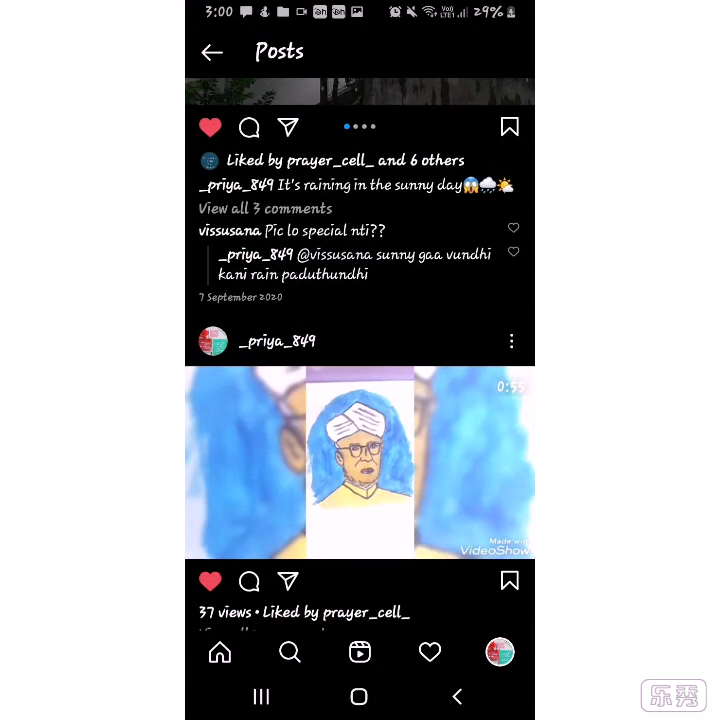 3:00
Vo)) LTE1 29%
Posts
Liked by prayer_cell_ and 6 others
_priya_849 It's raining in the sunny day😱🌧🌤
View all 3 comments
vissusana Pic lo special nti??
_priya_849 @vissusana sunny gaa vundhi
kani rain paduthundhi
7 September 2020
_priya_849
0:55
Made with
VideoShow
37 views • Liked by prayer_cell_
乐秀